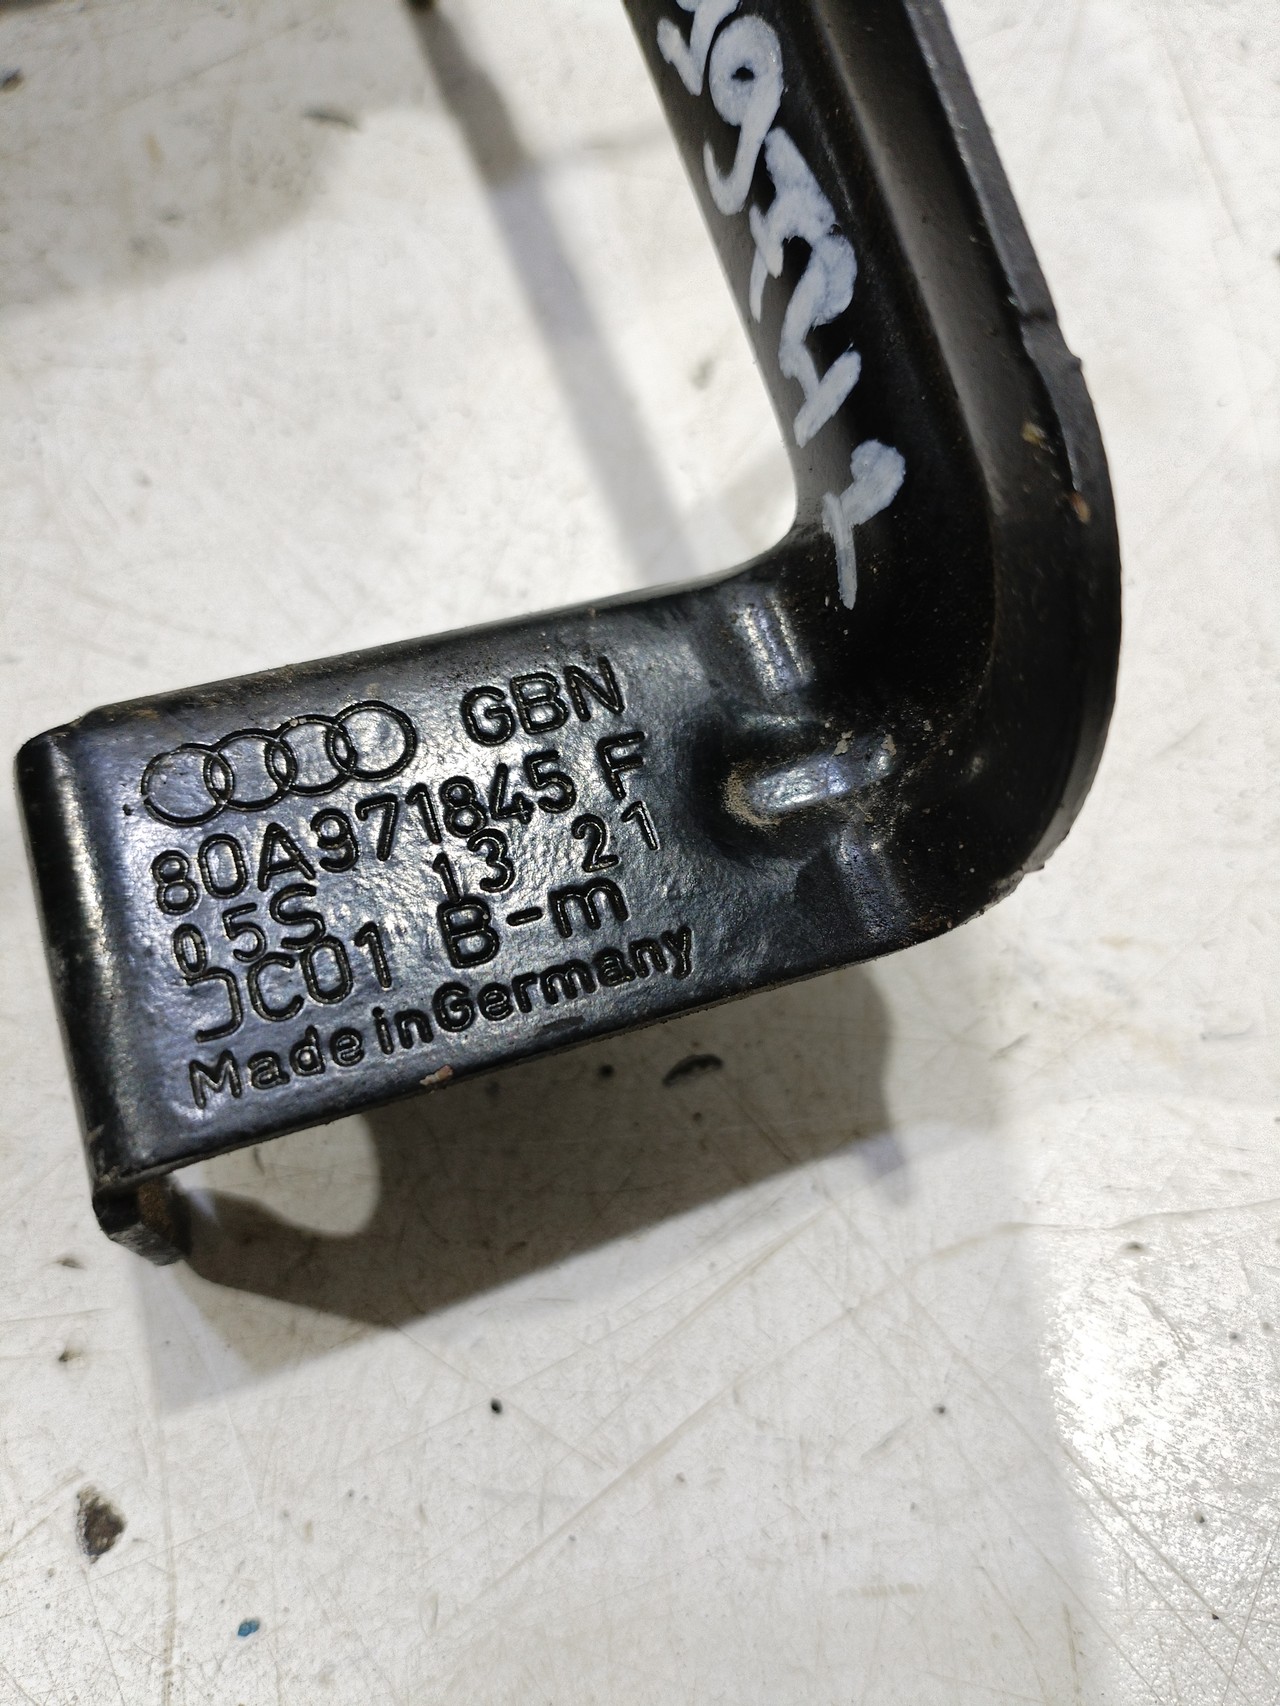 GBN
80A971845 F
05S 13 21
JC01 B-m
Made in Germany